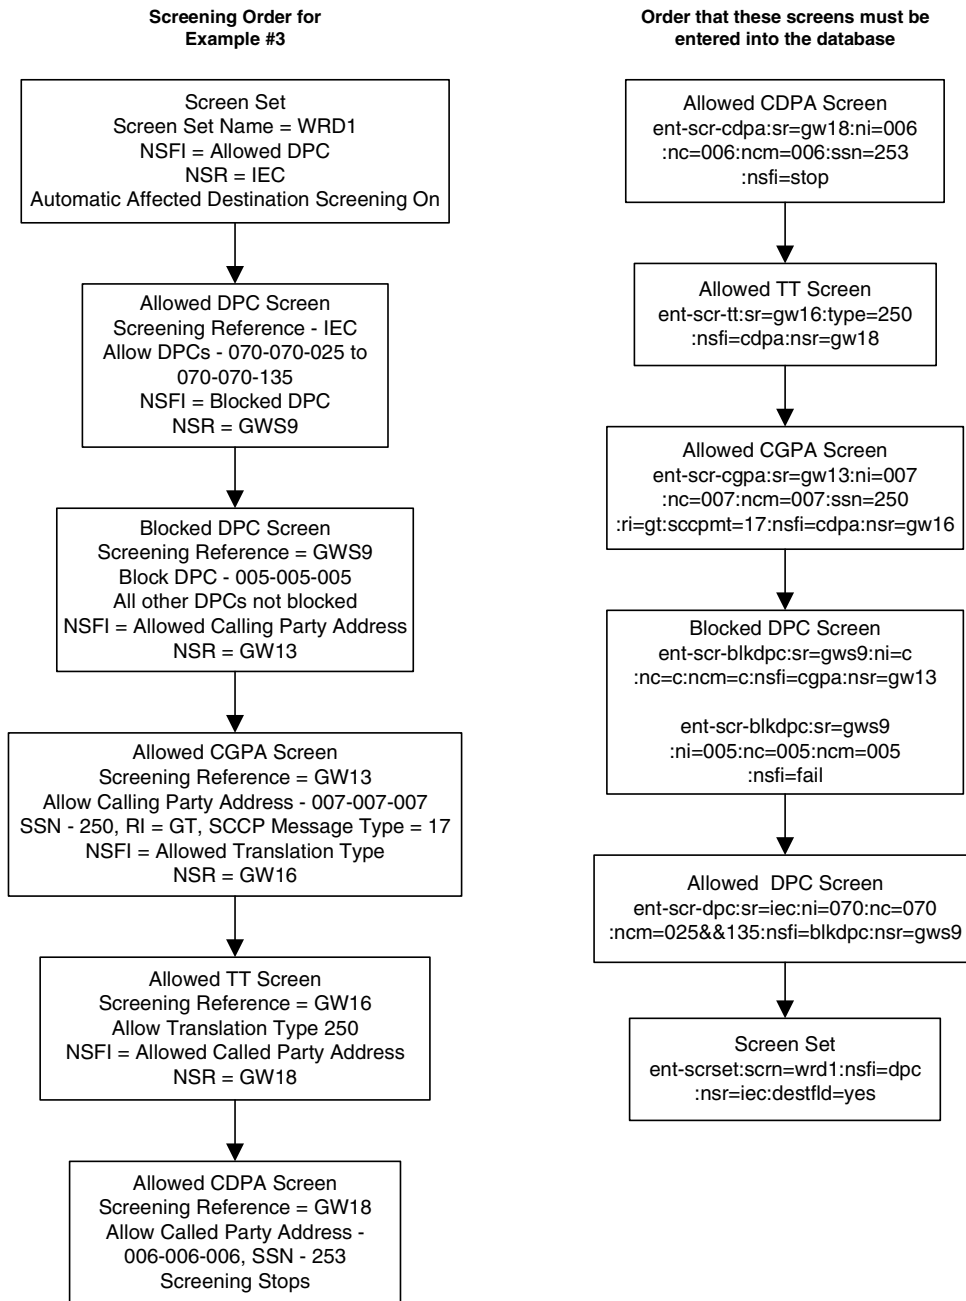 Screening Order for
Example #3
Screen Set
Screen Set Name = WRD1
NSFI = Allowed DPC
NSR = IEC
Automatic Affected Destination Screening On
Allowed DPC Screen
Screening Reference - IEC
Allow DPCs - 070-070-025 to
070-070-135
NSFI = Blocked DPC
NSR = GWS9
Blocked DPC Screen
Screening Reference = GWS9
Block DPC - 005-005-005
All other DPCs not blocked
NSFI = Allowed Calling Party Address
NSR = GW13
Allowed CGPA Screen
Screening Reference = GW13
Allow Calling Party Address - 007-007-007
SSN - 250, RI = GT, SCCP Message Type = 17
NSFI = Allowed Translation Type
NSR = GW16
Allowed TT Screen
Screening Reference = GW16
Allow Translation Type 250
NSFI = Allowed Called Party Address
NSR = GW18
Allowed CDPA Screen
Screening Reference = GW18
Allow Called Party Address -
006-006-006, SSN - 253
Screening Stops
Order that these screens must be
entered into the database
Allowed CDPA Screen
ent-scr-cdpa:sr=gw18:ni=006
:nc=006:ncm=006:ssn=253
:nsfi=stop
Allowed TT Screen
ent-scr-tt:sr=gw16:type=250
:nsfi=cdpa:nsr=gw18
Allowed CGPA Screen
ent-scr-cgpa:sr=gw13:ni=007
:nc=007:ncm=007:ssn=250
:ri=gt:sccpmt=17:nsfi=cdpa:nsr=gw16
Blocked DPC Screen
ent-scr-blkdpc:sr=gws9:ni=c
:nc=c:ncm=c:nsfi=cgpa:nsr=gw13
ent-scr-blkdpc:sr=gws9
:ni=005:nc=005:ncm=005
:nsfi=fail
Allowed  DPC Screen
ent-scr-dpc:sr=iec:ni=070:nc=070
:ncm=025&&135:nsfi=blkdpc:nsr=gws9
Screen Set
ent-scrset:scrn=wrd1:nsfi=dpc
:nsr=iec:destfld=yes